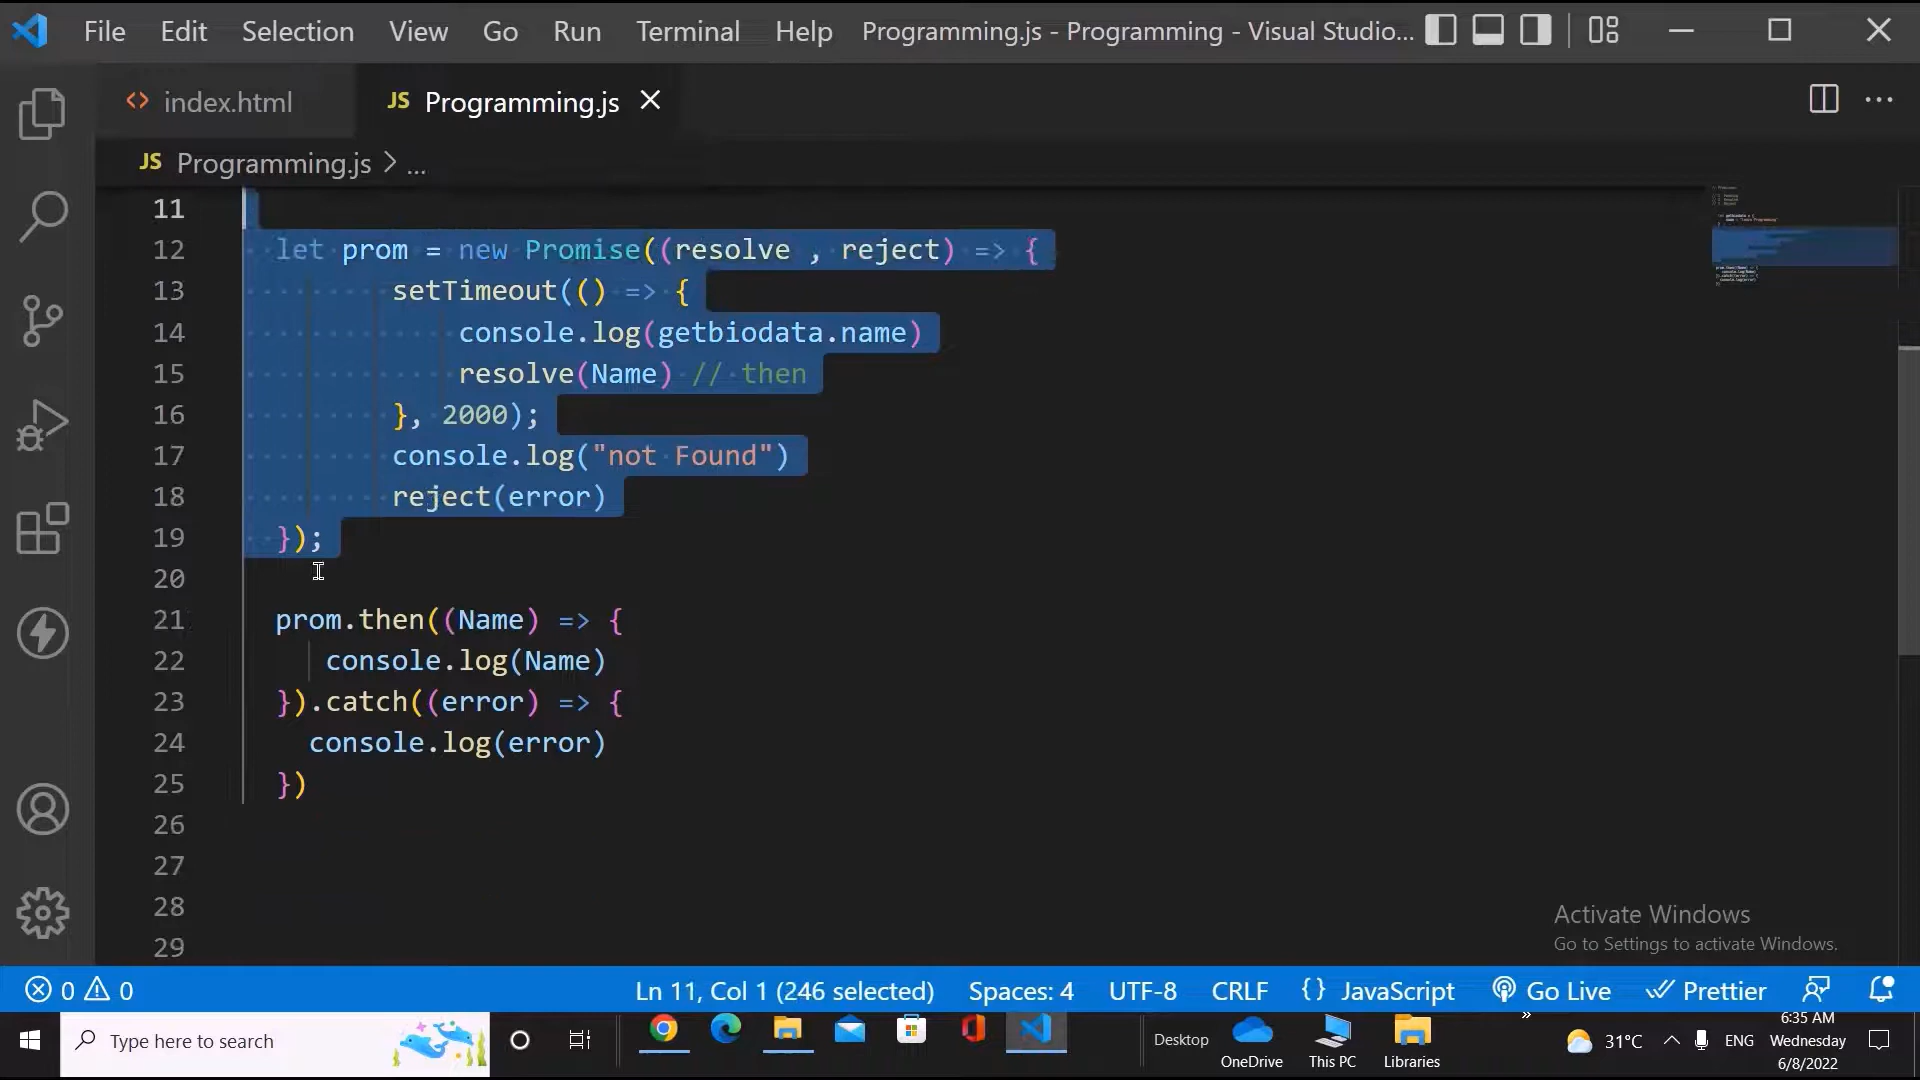 File Edit Selection View Go Run Terminal Help Programming.js - Programming - Visual Studio...
index.html JS Programming.js
JS Programming.js > ...
11
12 let prom = new Promise((resolve , reject) => {
13 setTimeout(() => {
14 console.log(getbiodata.name)
15 resolve(Name) // then
16 }, 2000);
17 console.log("not Found")
18 reject(error)
19 });
20
21 prom.then((Name) => {
22 console.log(Name)
23 }).catch((error) => {
24 console.log(error)
25 })
26
27
28
29
Activate Windows
Go to Settings to activate Windows.
0 0 Ln 11, Col 1 (246 selected) Spaces: 4 UTF-8 CRLF {} JavaScript Go Live Prettier
Type here to search Desktop OneDrive This PC Libraries 31°C ENG
6:35 AM
Wednesday
6/8/2022